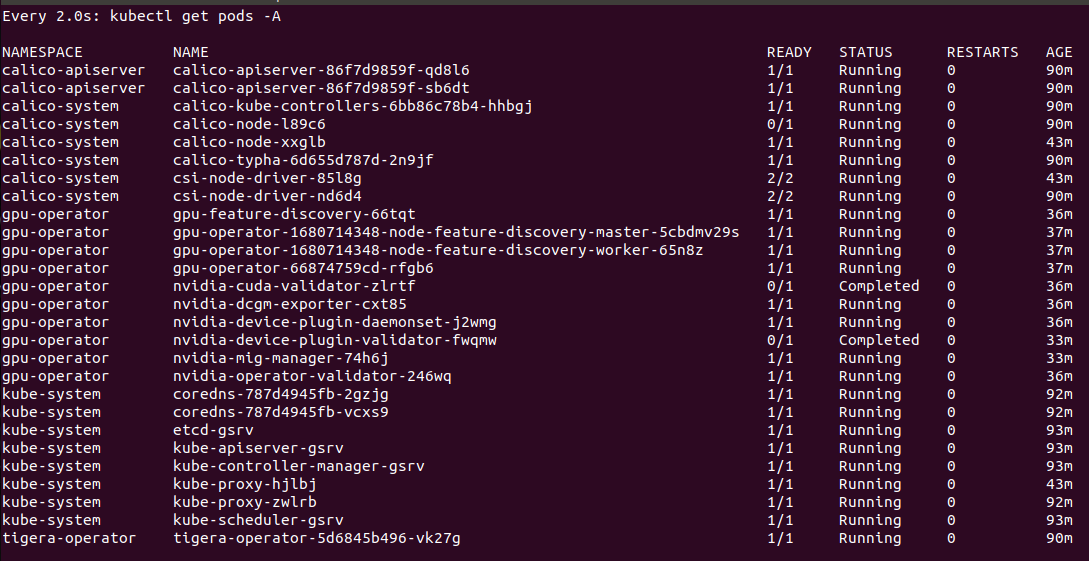 Every 2.0s: kubectl get pods -A
NAMESPACE NAME READY STATUS RESTARTS AGE
calico-apiserver calico-apiserver-86f7d9859f-qd8l6 1/1 Running 0 90m
calico-apiserver calico-apiserver-86f7d9859f-sb6dt 1/1 Running 0 90m
calico-system calico-kube-controllers-6bb86c78b4-hhbgj 1/1 Running 0 90m
calico-system calico-node-l89c6 0/1 Running 0 90m
calico-system calico-node-xxglb 1/1 Running 0 43m
calico-system calico-typha-6d655d787d-2n9jf 1/1 Running 0 90m
calico-system csi-node-driver-85l8g 2/2 Running 0 43m
calico-system csi-node-driver-nd6d4 2/2 Running 0 90m
gpu-operator gpu-feature-discovery-66tqt 1/1 Running 0 36m
gpu-operator gpu-operator-1680714348-node-feature-discovery-master-5cbdmv29s 1/1 Running 0 37m
gpu-operator gpu-operator-1680714348-node-feature-discovery-worker-65n8z 1/1 Running 0 37m
gpu-operator gpu-operator-66874759cd-rfgb6 1/1 Running 0 37m
gpu-operator nvidia-cuda-validator-zlrtf 0/1 Completed 0 36m
gpu-operator nvidia-dcgm-exporter-cxt85 1/1 Running 0 36m
gpu-operator nvidia-device-plugin-daemonset-j2wmg 1/1 Running 0 36m
gpu-operator nvidia-device-plugin-validator-fwqmw 0/1 Completed 0 33m
gpu-operator nvidia-mig-manager-74h6j 1/1 Running 0 33m
gpu-operator nvidia-operator-validator-246wq 1/1 Running 0 36m
kube-system coredns-787d4945fb-2gzjg 1/1 Running 0 92m
kube-system coredns-787d4945fb-vcxs9 1/1 Running 0 92m
kube-system etcd-gsrv 1/1 Running 0 93m
kube-system kube-apiserver-gsrv 1/1 Running 0 93m
kube-system kube-controller-manager-gsrv 1/1 Running 0 93m
kube-system kube-proxy-hjlbj 1/1 Running 0 43m
kube-system kube-proxy-zwlrb 1/1 Running 0 92m
kube-system kube-scheduler-gsrv 1/1 Running 0 93m
tigera-operator tigera-operator-5d6845b496-vk27g 1/1 Running 0 90m